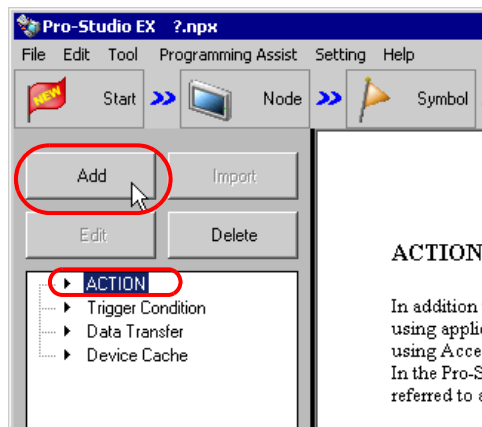 Pro-Studio EX ?.npx
File Edit Tool Programming Assist Setting Help
NEW Start Node Symbol
Add Import
Edit Delete
ACTION
Trigger Condition
Data Transfer
Device Cache
ACTION
In addition
using appli
using Acce
In the Pro-S
referred to a